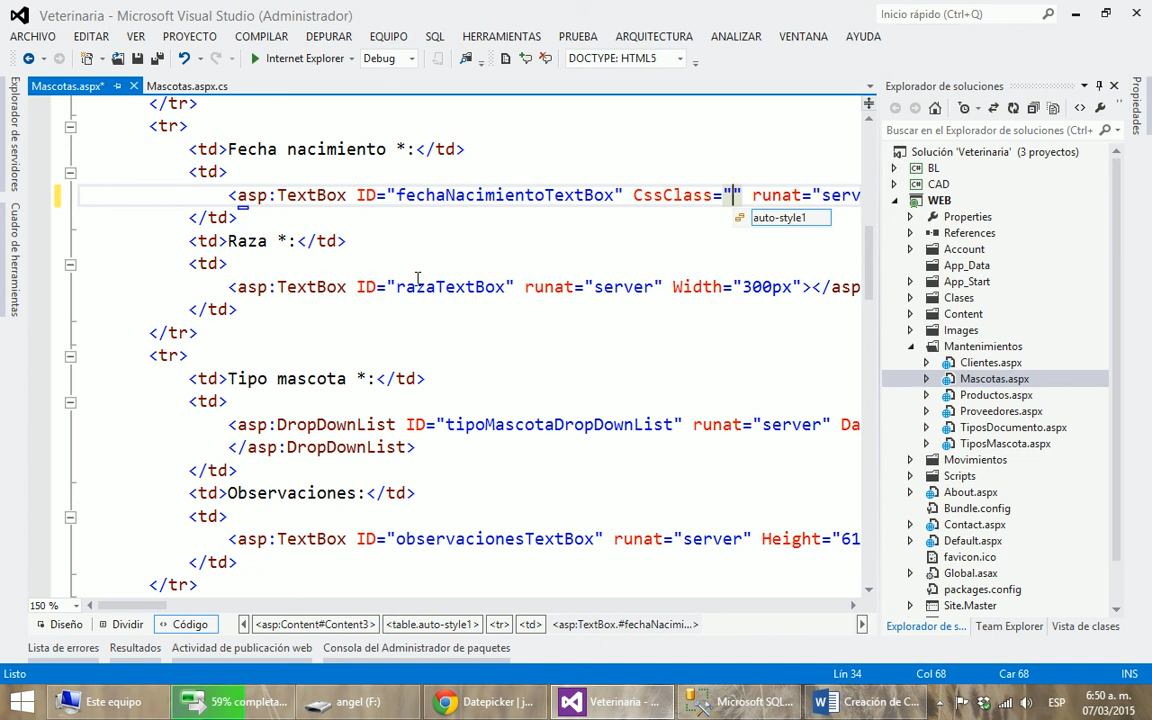 Veterinaria - Microsoft Visual Studio (Administrador)
Inicio rápido (Ctrl+Q)
ARCHIVO EDITAR VER PROYECTO COMPILAR DEPURAR EQUIPO SQL HERRAMIENTAS PRUEBA ARQUITECTURA ANALIZAR VENTANA AYUDA
Internet Explorer Debug DOCTYPE: HTML5
Mascotas.aspx* Mascotas.aspx.cs
Explorador de servidores
Cuadro de herramientas
</tr>
<tr>
<td>Fecha nacimiento *:</td>
<td>
<asp:TextBox ID="fechaNacimientoTextBox" CssClass="" runat="serv
auto-style1
</td>
<td>Raza *:</td>
<td>
<asp:TextBox ID="razaTextBox" runat="server" Width="300px"></asp
</td>
</tr>
<tr>
<td>Tipo mascota *:</td>
<td>
<asp:DropDownList ID="tipoMascotaDropDownList" runat="server" Da
</asp:DropDownList>
</td>
<td>Observaciones:</td>
<td>
<asp:TextBox ID="observacionesTextBox" runat="server" Height="61
</td>
</tr>
150 %
Diseño Dividir Código <asp:Content#Content3> <table.auto-style1> <tr> <td> <asp:TextBox.#fechaNacimi...>
Lista de errores Resultados Actividad de publicación web Consola del Administrador de paquetes
Explorador de soluciones
Buscar en el Explorador de soluciones (Ctrl+
Solución 'Veterinaria' (3 proyectos)
BL
CAD
WEB
Properties
References
Account
App_Data
App_Start
Clases
Content
Images
Mantenimientos
Clientes.aspx
Mascotas.aspx
Productos.aspx
Proveedores.aspx
TiposDocumento.aspx
TiposMascota.aspx
Movimientos
Scripts
About.aspx
Bundle.config
Contact.aspx
Default.aspx
favicon.ico
Global.asax
packages.config
Site.Master
Explorador de s... Team Explorer Vista de clases
Propiedades
Listo Lín 34 Col 68 Car 68 INS
Este equipo 59% completa... angel (F:) Datepicker | j... Veterinaria - ... Microsoft SQL... Creación de C... ESP 6:50 a. m.
07/03/2015